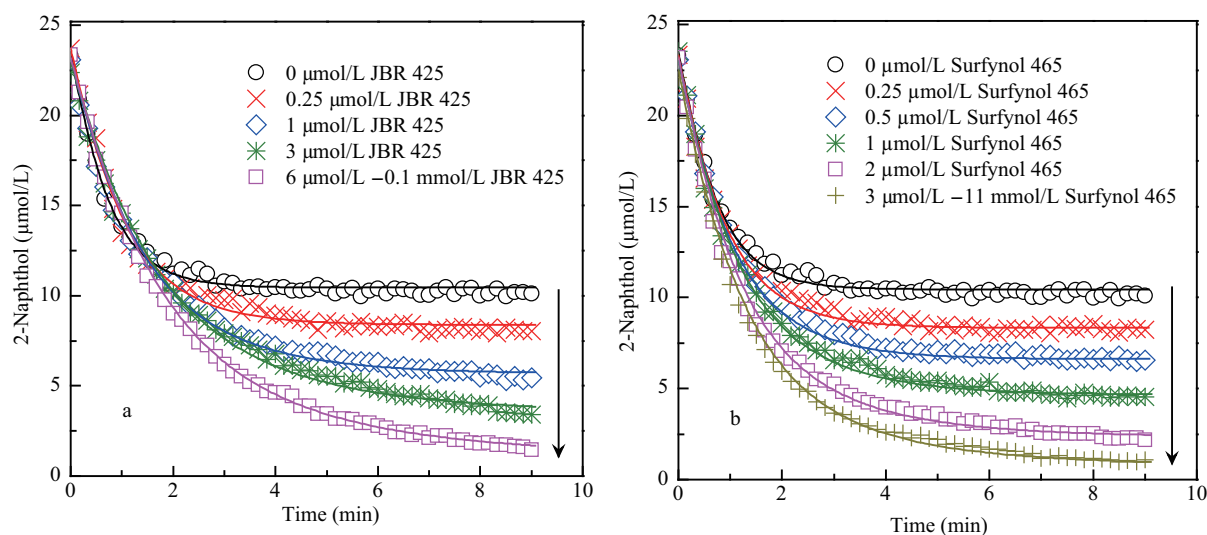 25
20
15
10
5
0
2-Naphthol (µmol/L)
0 µmol/L JBR 425
0.25 µmol/L JBR 425
1 µmol/L JBR 425
3 µmol/L JBR 425
6 µmol/L −0.1 mmol/L JBR 425
a
0 2 4 6 8 10
Time (min)
25
20
15
10
5
0
2-Naphthol (µmol/L)
0 µmol/L Surfynol 465
0.25 µmol/L Surfynol 465
0.5 µmol/L Surfynol 465
1 µmol/L Surfynol 465
2 µmol/L Surfynol 465
3 µmol/L −11 mmol/L Surfynol 465
b
0 2 4 6 8 10
Time (min)